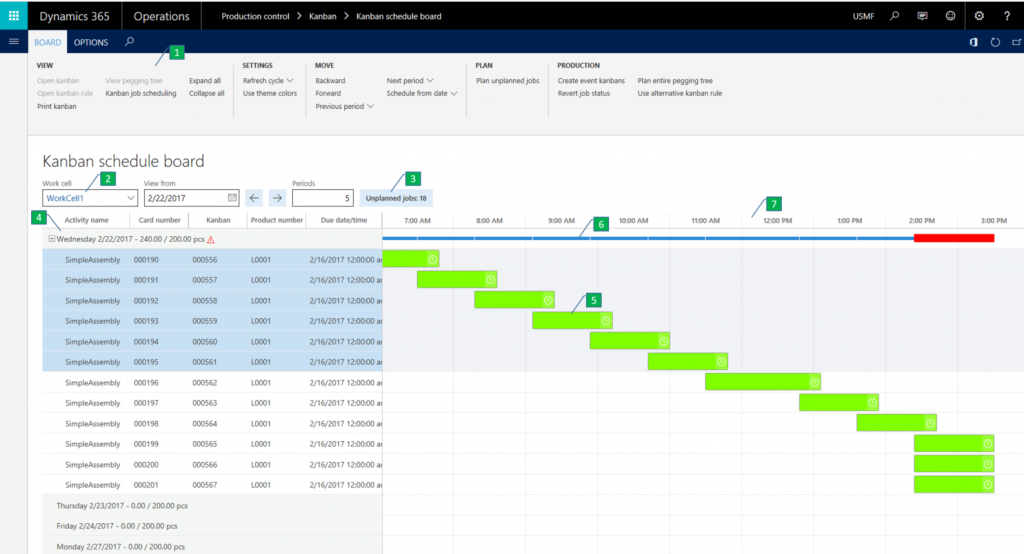 Dynamics 365 Operations Production control > Kanban > Kanban schedule board USMF ?
BOARD OPTIONS
1
VIEW SETTINGS MOVE PLAN PRODUCTION
Open kanban View pegging tree Expand all Refresh cycle Backward Next period Plan unplanned jobs Create event kanbans Plan entire pegging tree
Open kanban rule Kanban job scheduling Collapse all Use theme colors Forward Schedule from date Revert job status Use alternative kanban rule
Print kanban Previous period
Kanban schedule board
Work cell 2 View from Periods 3
WorkCell1 2/22/2017 5 Unplanned jobs: 18
7
4 Activity name Card number Kanban Product number Due date/time 7:00 AM 8:00 AM 9:00 AM 6 10:00 AM 11:00 AM 12:00 PM 1:00 PM 2:00 PM 3:00 PM
Wednesday 2/22/2017 - 240.00 / 200.00 pcs
SimpleAssembly 000190 000556 L0001 2/16/2017 12:00:00 a
SimpleAssembly 000191 000557 L0001 2/16/2017 12:00:00 a
SimpleAssembly 000192 000558 L0001 2/16/2017 12:00:00 a 5
SimpleAssembly 000193 000559 L0001 2/16/2017 12:00:00 a
SimpleAssembly 000194 000560 L0001 2/16/2017 12:00:00 a
SimpleAssembly 000195 000561 L0001 2/16/2017 12:00:00 a
SimpleAssembly 000196 000562 L0001 2/16/2017 12:00:00 a
SimpleAssembly 000197 000563 L0001 2/16/2017 12:00:00 a
SimpleAssembly 000198 000564 L0001 2/16/2017 12:00:00 a
SimpleAssembly 000199 000565 L0001 2/16/2017 12:00:00 a
SimpleAssembly 000200 000566 L0001 2/16/2017 12:00:00 a
SimpleAssembly 000201 000567 L0001 2/16/2017 12:00:00 a
Thursday 2/23/2017 - 0.00 / 200.00 pcs
Friday 2/24/2017 - 0.00 / 200.00 pcs
Monday 2/27/2017 - 0.00 / 200.00 pcs